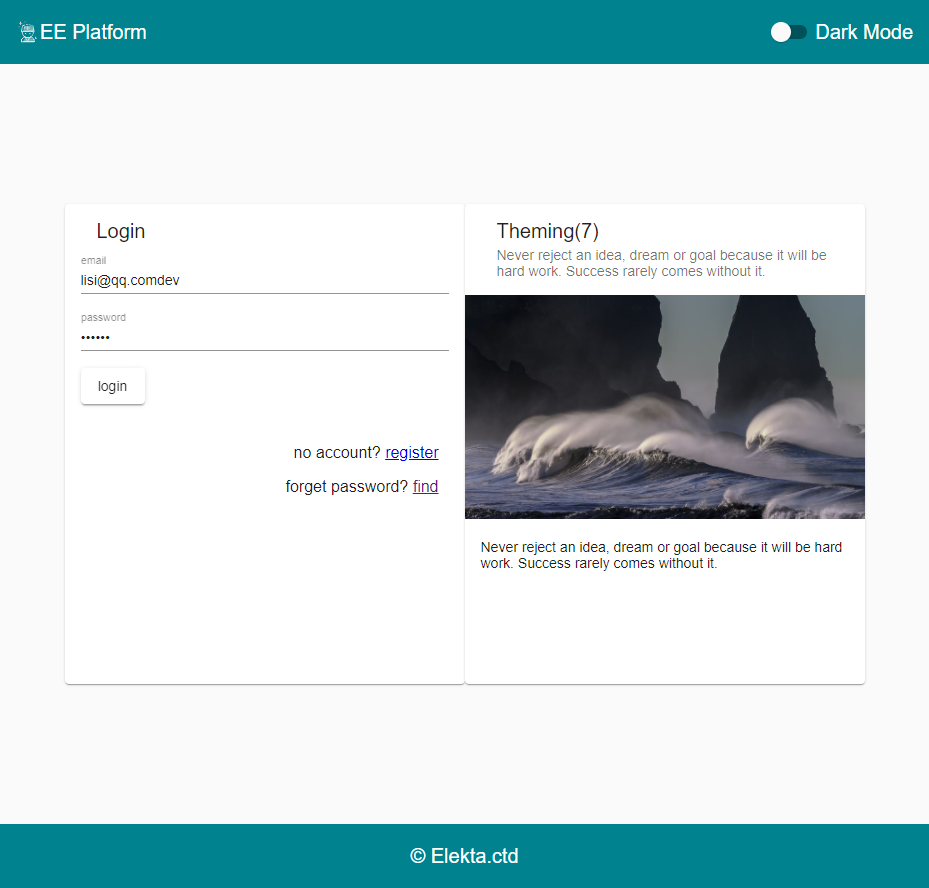 EE Platform
Dark Mode
Login
email
lisi@qq.comdev
password
••••••
login
no account? register
forget password? find
Theming(7)
Never reject an idea, dream or goal because it will be
hard work. Success rarely comes without it.
Never reject an idea, dream or goal because it will be hard
work. Success rarely comes without it.
© Elekta.ctd